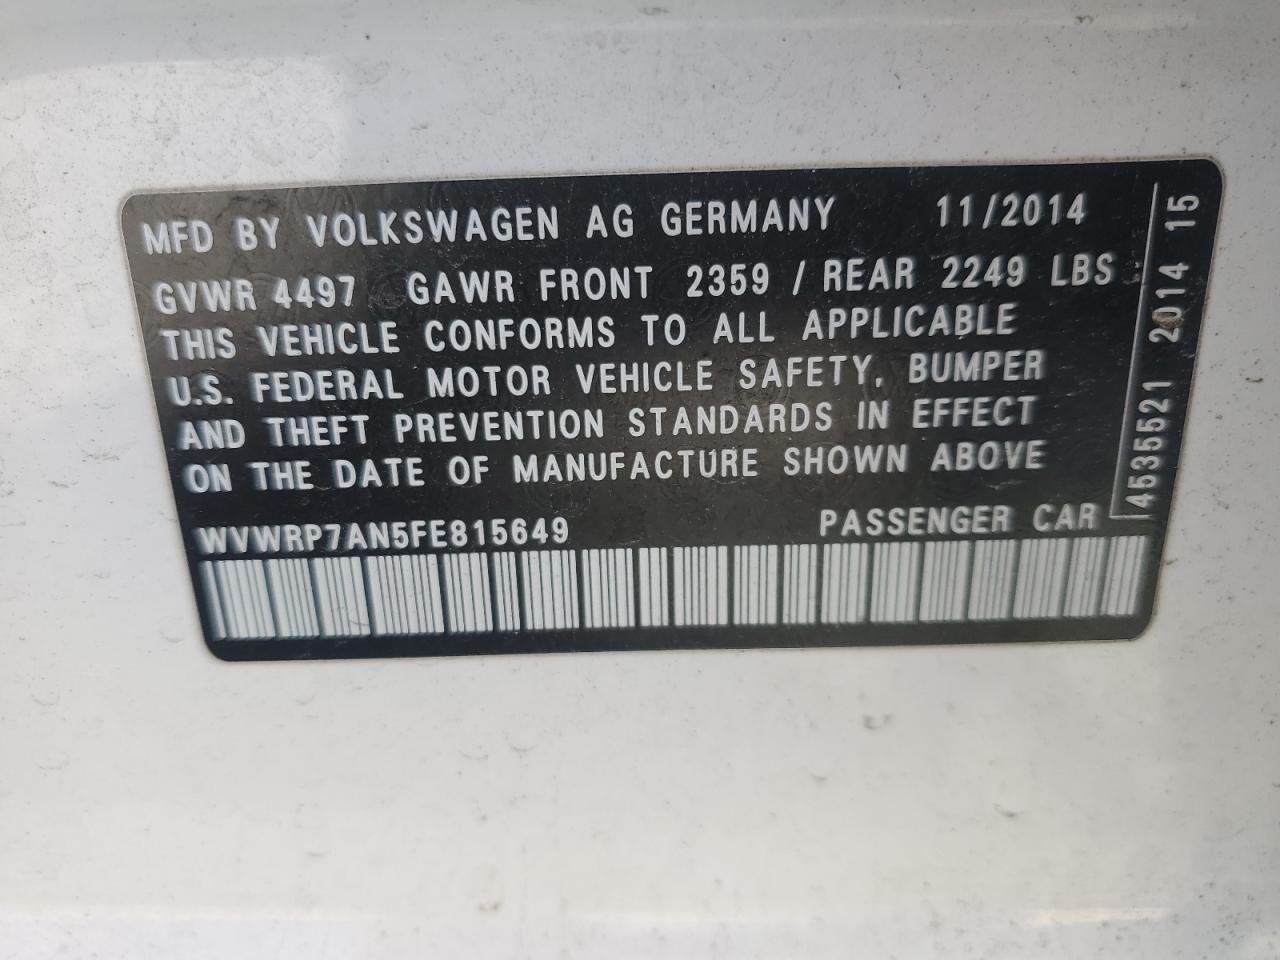 MFD BY VOLKSWAGEN AG GERMANY 11/2014
GVWR 4497 GAWR FRONT 2359 / REAR 2249 LBS
THIS VEHICLE CONFORMS TO ALL APPLICABLE
U.S. FEDERAL MOTOR VEHICLE SAFETY, BUMPER
AND THEFT PREVENTION STANDARDS IN EFFECT
ON THE DATE OF MANUFACTURE SHOWN ABOVE
WVWRP7AN5FE815649 PASSENGER CAR
4535521 2014 15